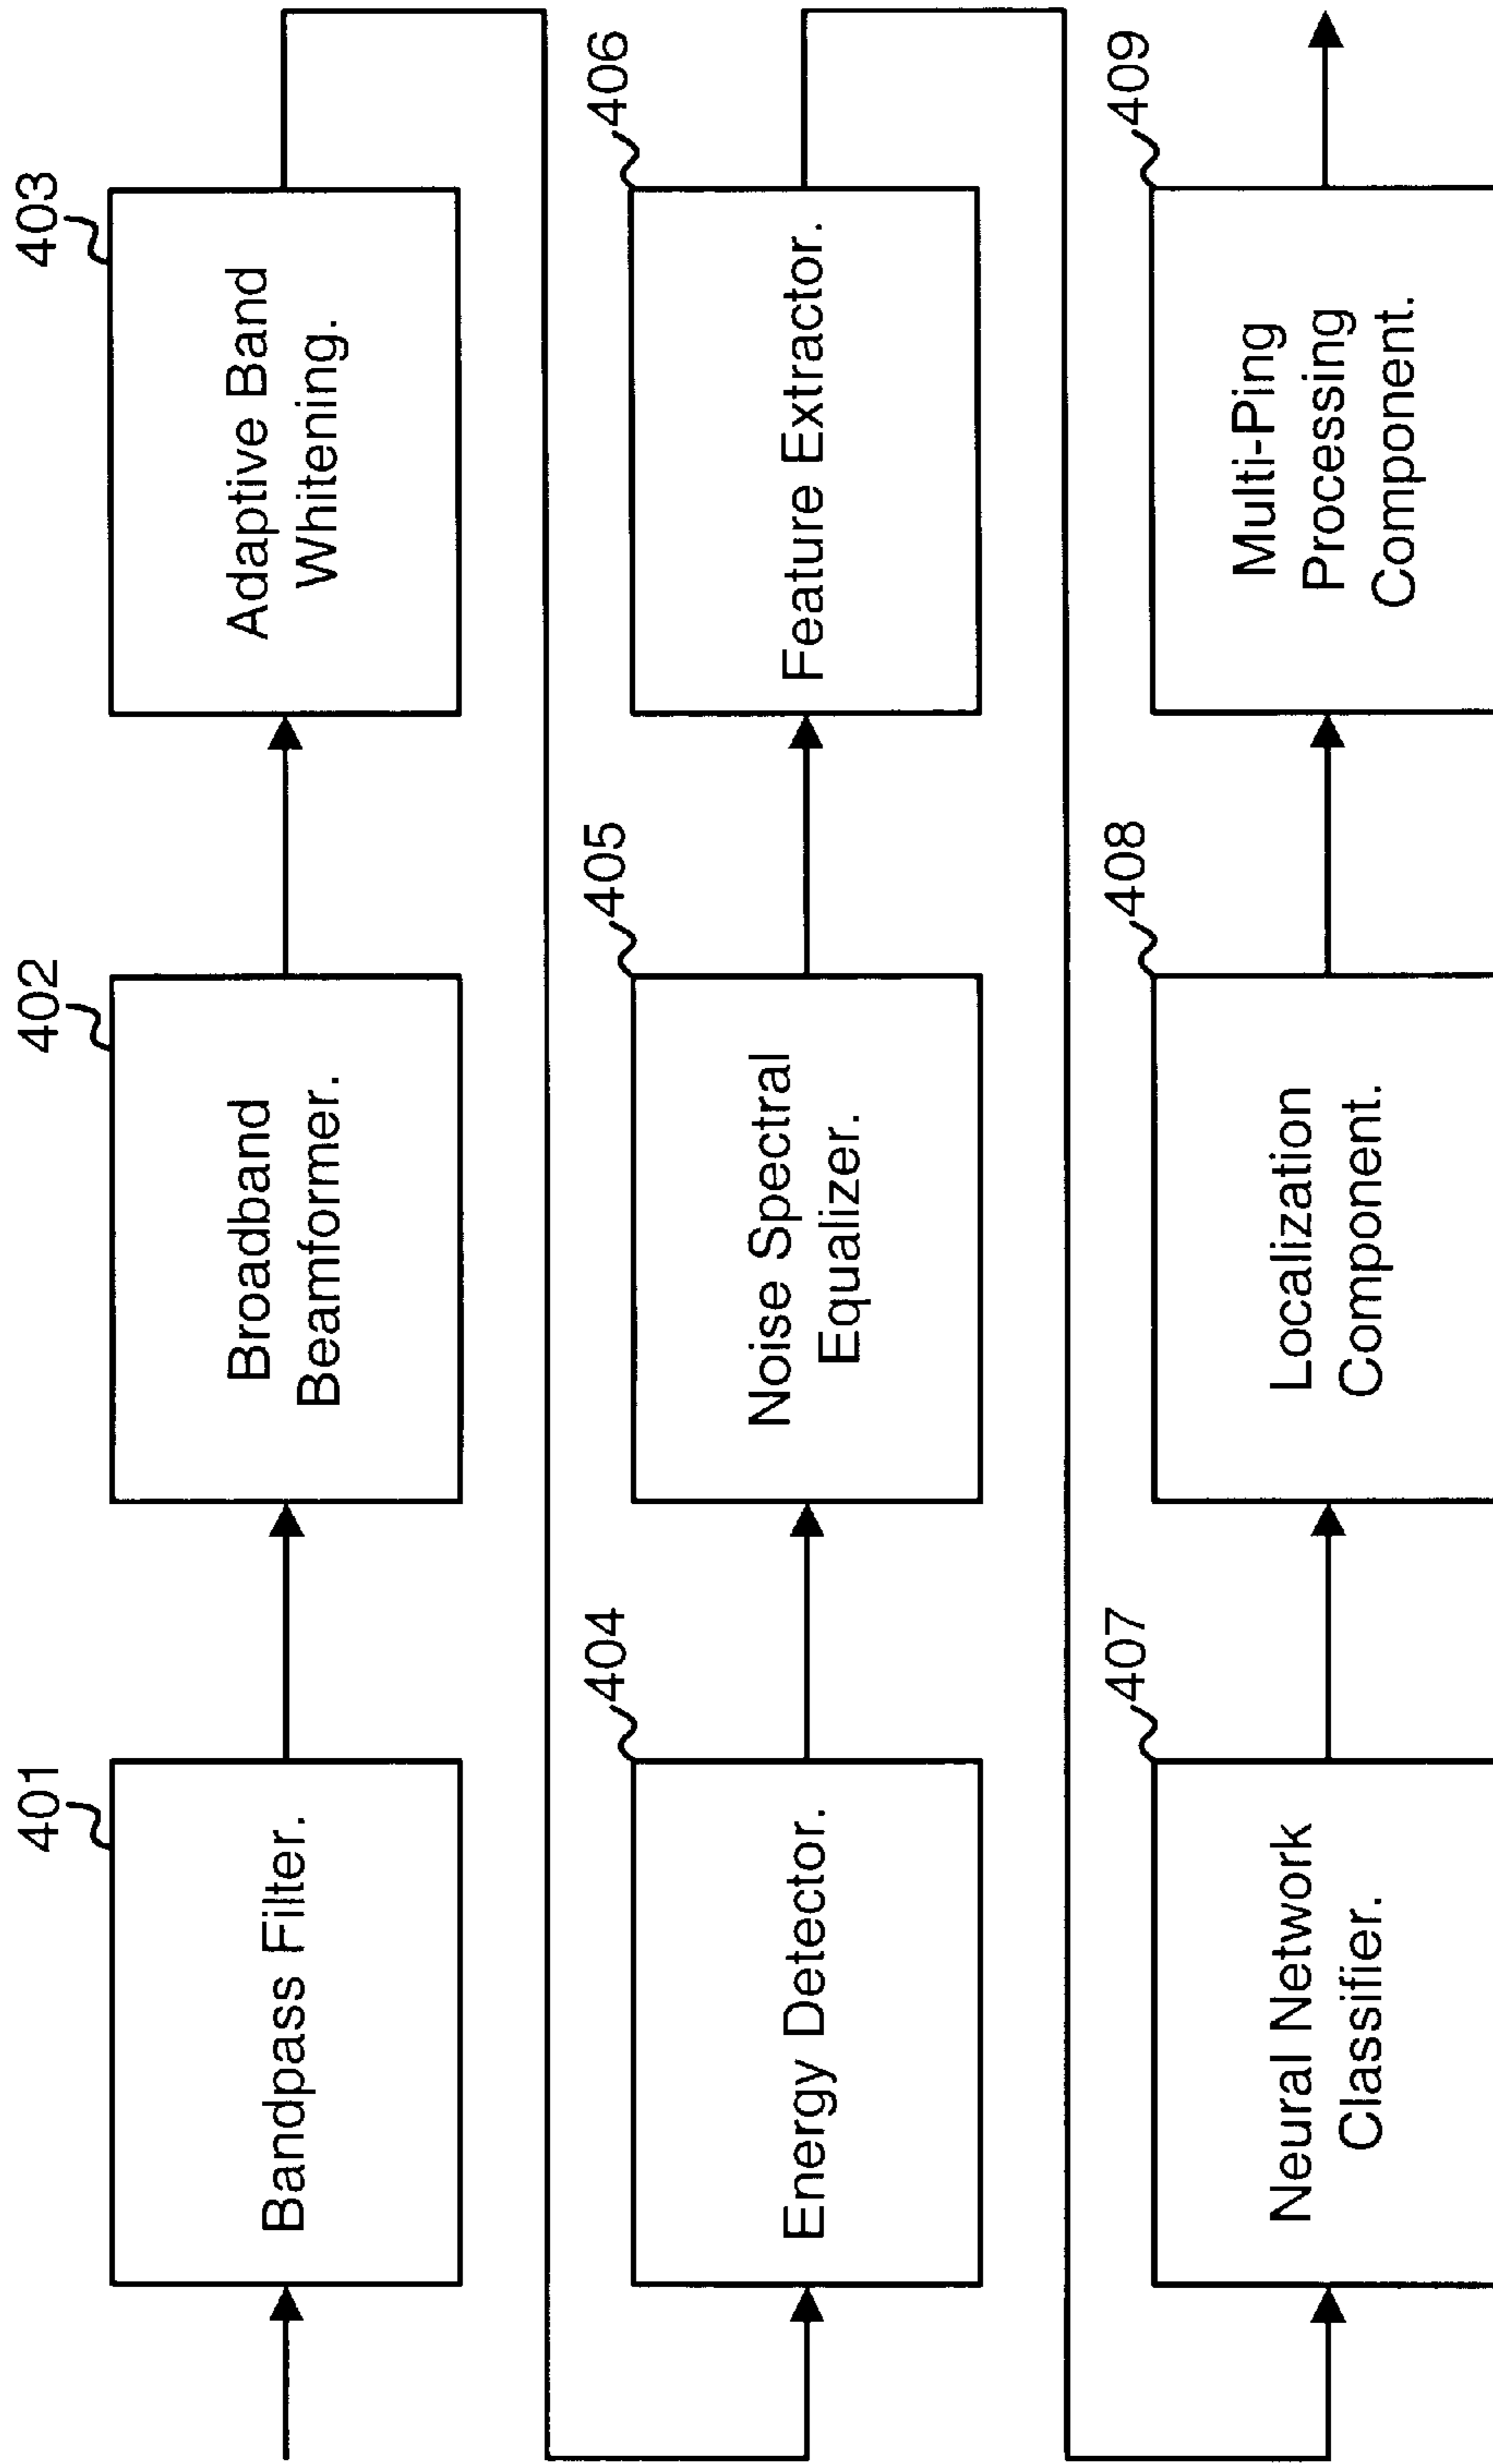 401
Bandpass Filter.
402
Broadband
Beamformer.
403
Adaptive Band
Whitening.
404
Energy Detector.
405
Noise Spectral
Equalizer.
406
Feature Extractor.
407
Neural Network
Classifier.
408
Localization
Component.
409
Multi-Ping
Processing
Component.